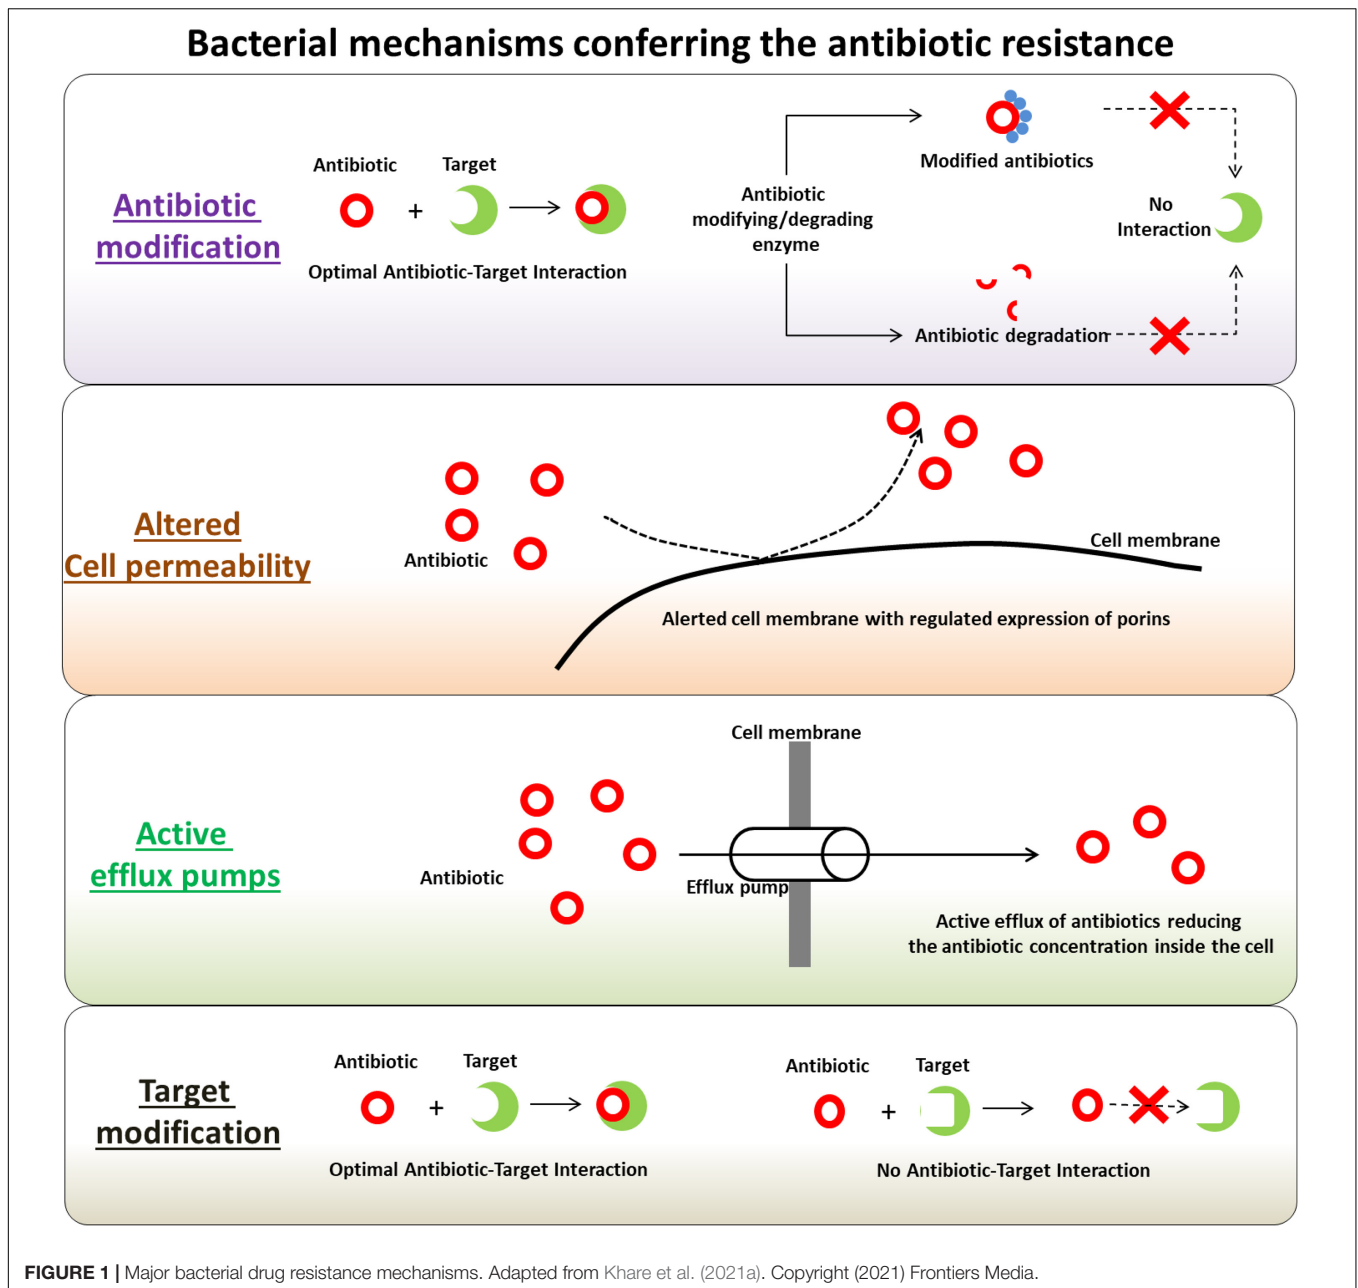 Bacterial mechanisms conferring the antibiotic resistance
Antibiotic
modification
Antibiotic
Target
+
Optimal Antibiotic-Target Interaction
Antibiotic
modifying/degrading
enzyme
Modified antibiotics
No
Interaction
Antibiotic degradation
Altered
Cell permeability
Antibiotic
Cell membrane
Alerted cell membrane with regulated expression of porins
Active
efflux pumps
Antibiotic
Cell membrane
Efflux pump
Active efflux of antibiotics reducing
the antibiotic concentration inside the cell
Target
modification
Antibiotic
Target
+
Optimal Antibiotic-Target Interaction
Antibiotic
Target
+
No Antibiotic-Target Interaction
FIGURE 1 | Major bacterial drug resistance mechanisms. Adapted from Khare et al. (2021a). Copyright (2021) Frontiers Media.